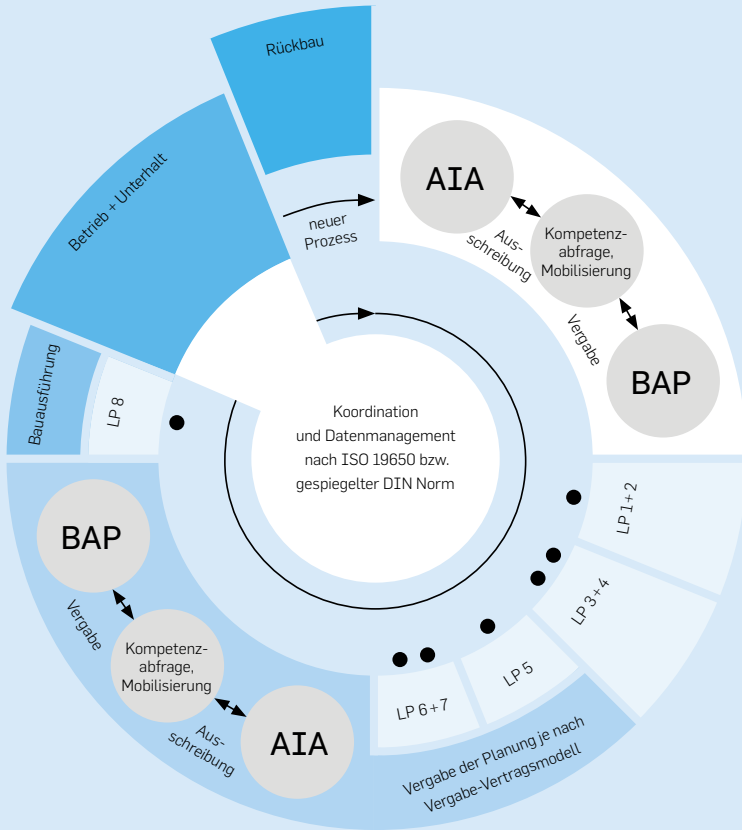 Rückbau
Betrieb + Unterhalt
neuer
Prozess
AIA
Aus-
schreibung
Kompetenz-
abfrage,
Mobilisierung
Vergabe
BAP
Bauausführung
LP 8
Koordination
und Datenmanagement
nach ISO 19650 bzw.
gespiegelter DIN Norm
LP 1 + 2
LP 3 + 4
LP 5
LP 6 + 7
BAP
Vergabe
Kompetenz-
abfrage,
Mobilisierung
Aus-
schreibung
AIA
Vergabe der Planung je nach
Vergabe-Vertragsmodell